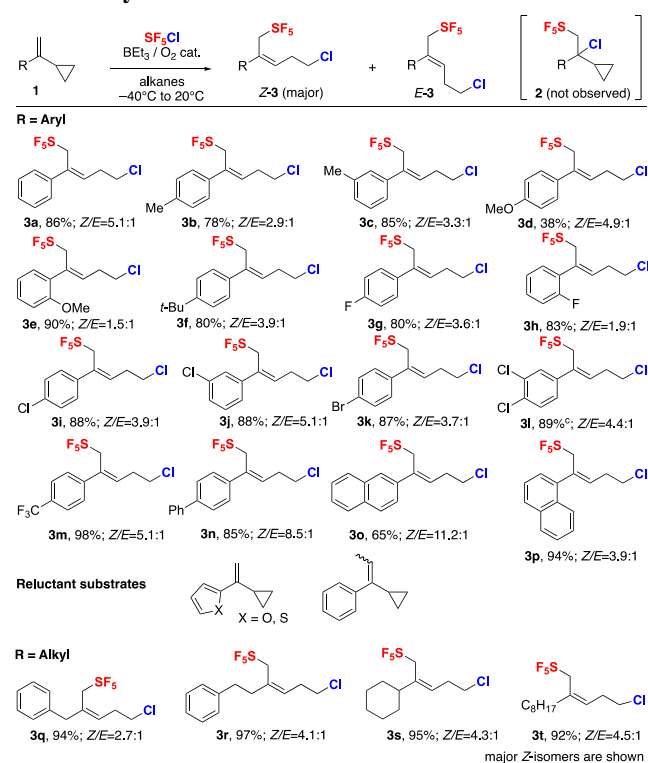 SF5 SF5
SF5Cl F5S
BEt3 / O2 cat. Cl
R Cl R R
alkanes Cl
1 –40°C to 20°C Z-3 (major) + E-3 2 (not observed)
R = Aryl
F5S F5S F5S F5S
Cl Cl Cl Cl
Me Me MeO
3a, 86%; Z/E=5.1:1 3b, 78%; Z/E=2.9:1 3c, 85%; Z/E=3.3:1 3d, 38%; Z/E=4.9:1
F5S F5S F5S F5S
Cl Cl Cl Cl
OMe t-Bu F F
3e, 90%; Z/E=1.5:1 3f, 80%; Z/E=3.9:1 3g, 80%; Z/E=3.6:1 3h, 83%; Z/E=1.9:1
F5S F5S F5S F5S
Cl Cl Cl Cl
Cl Cl Br Cl Cl
3i, 88%; Z/E=3.9:1 3j, 88%; Z/E=5.1:1 3k, 87%; Z/E=3.7:1 3l, 89%c; Z/E=4.4:1
F5S F5S F5S F5S
Cl Cl Cl Cl
F3C Ph
3m, 98%; Z/E=5.1:1 3n, 85%; Z/E=8.5:1 3o, 65%; Z/E=11.2:1 3p, 94%; Z/E=3.9:1
Reluctant substrates
X
X = O, S
R = Alkyl
SF5 F5S F5S F5S
Cl Cl Cl C8H17 Cl
3q, 94%; Z/E=2.7:1 3r, 97%; Z/E=4.1:1 3s, 95%; Z/E=4.3:1 3t, 92%; Z/E=4.5:1
major Z-isomers are shown